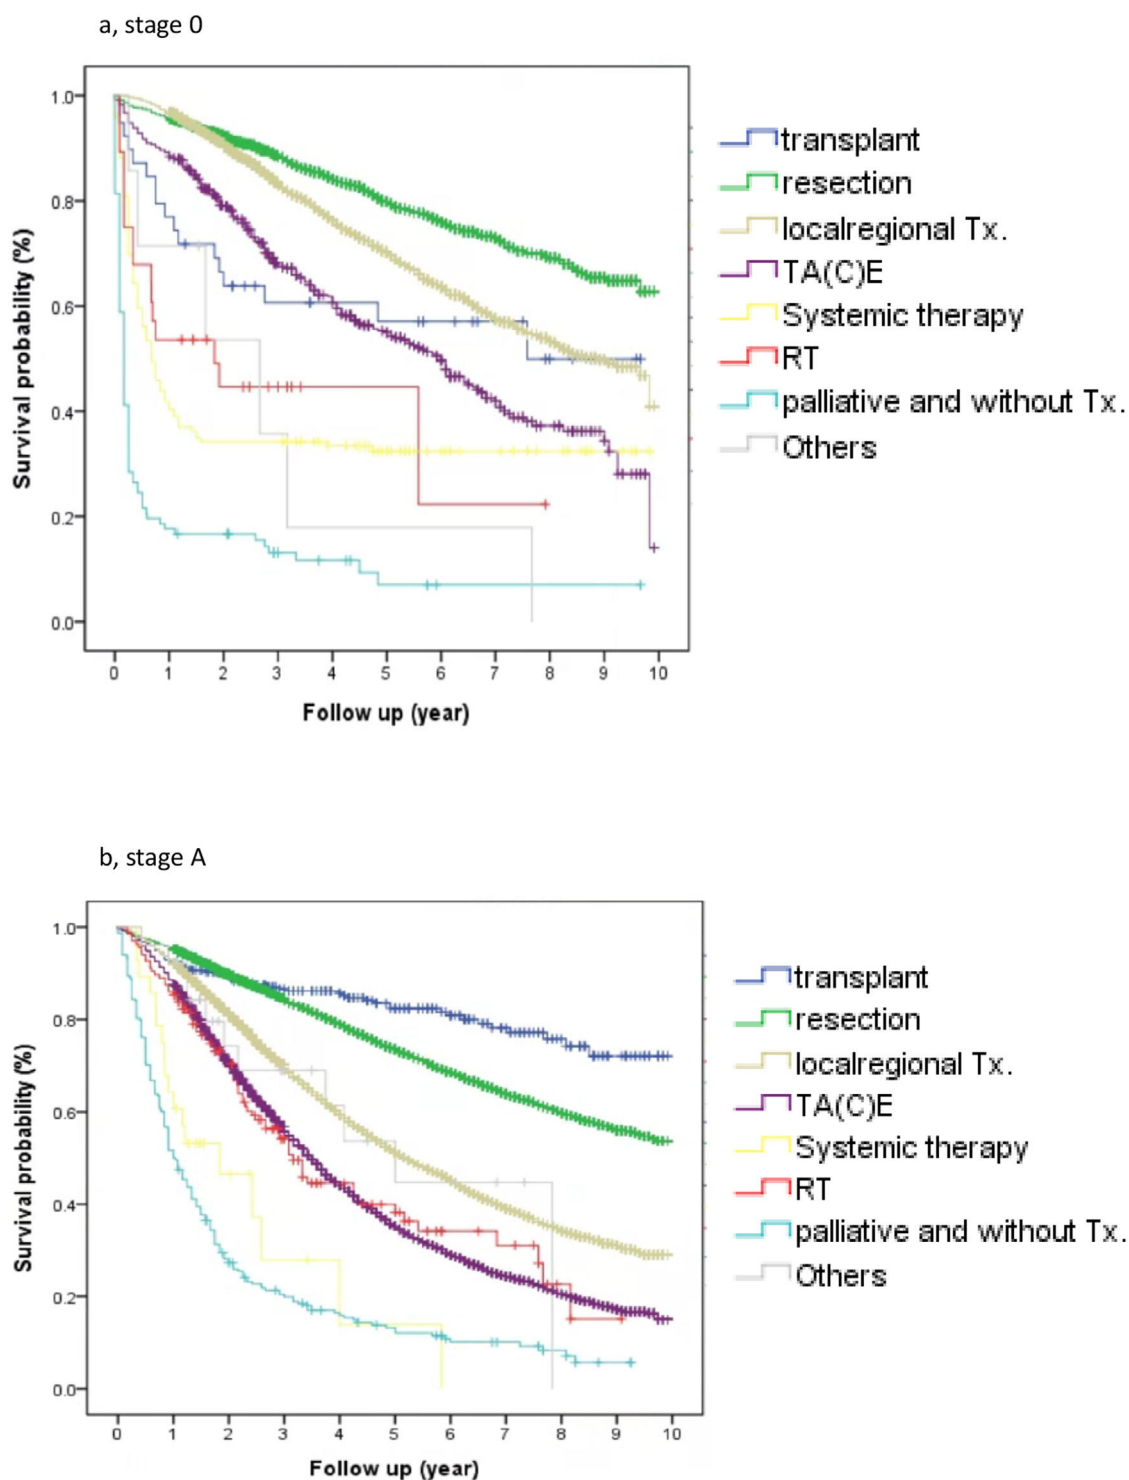 a, stage 0
Survival probability (%)
1.0
0.8
0.6
0.4
0.2
0.0
0 1 2 3 4 5 6 7 8 9 10
Follow up (year)
transplant
resection
localregional Tx.
TA(C)E
Systemic therapy
RT
palliative and without Tx.
Others
b, stage A
Survival probability (%)
1.0
0.8
0.6
0.4
0.2
0.0
0 1 2 3 4 5 6 7 8 9 10
Follow up (year)
transplant
resection
localregional Tx.
TA(C)E
Systemic therapy
RT
palliative and without Tx.
Others